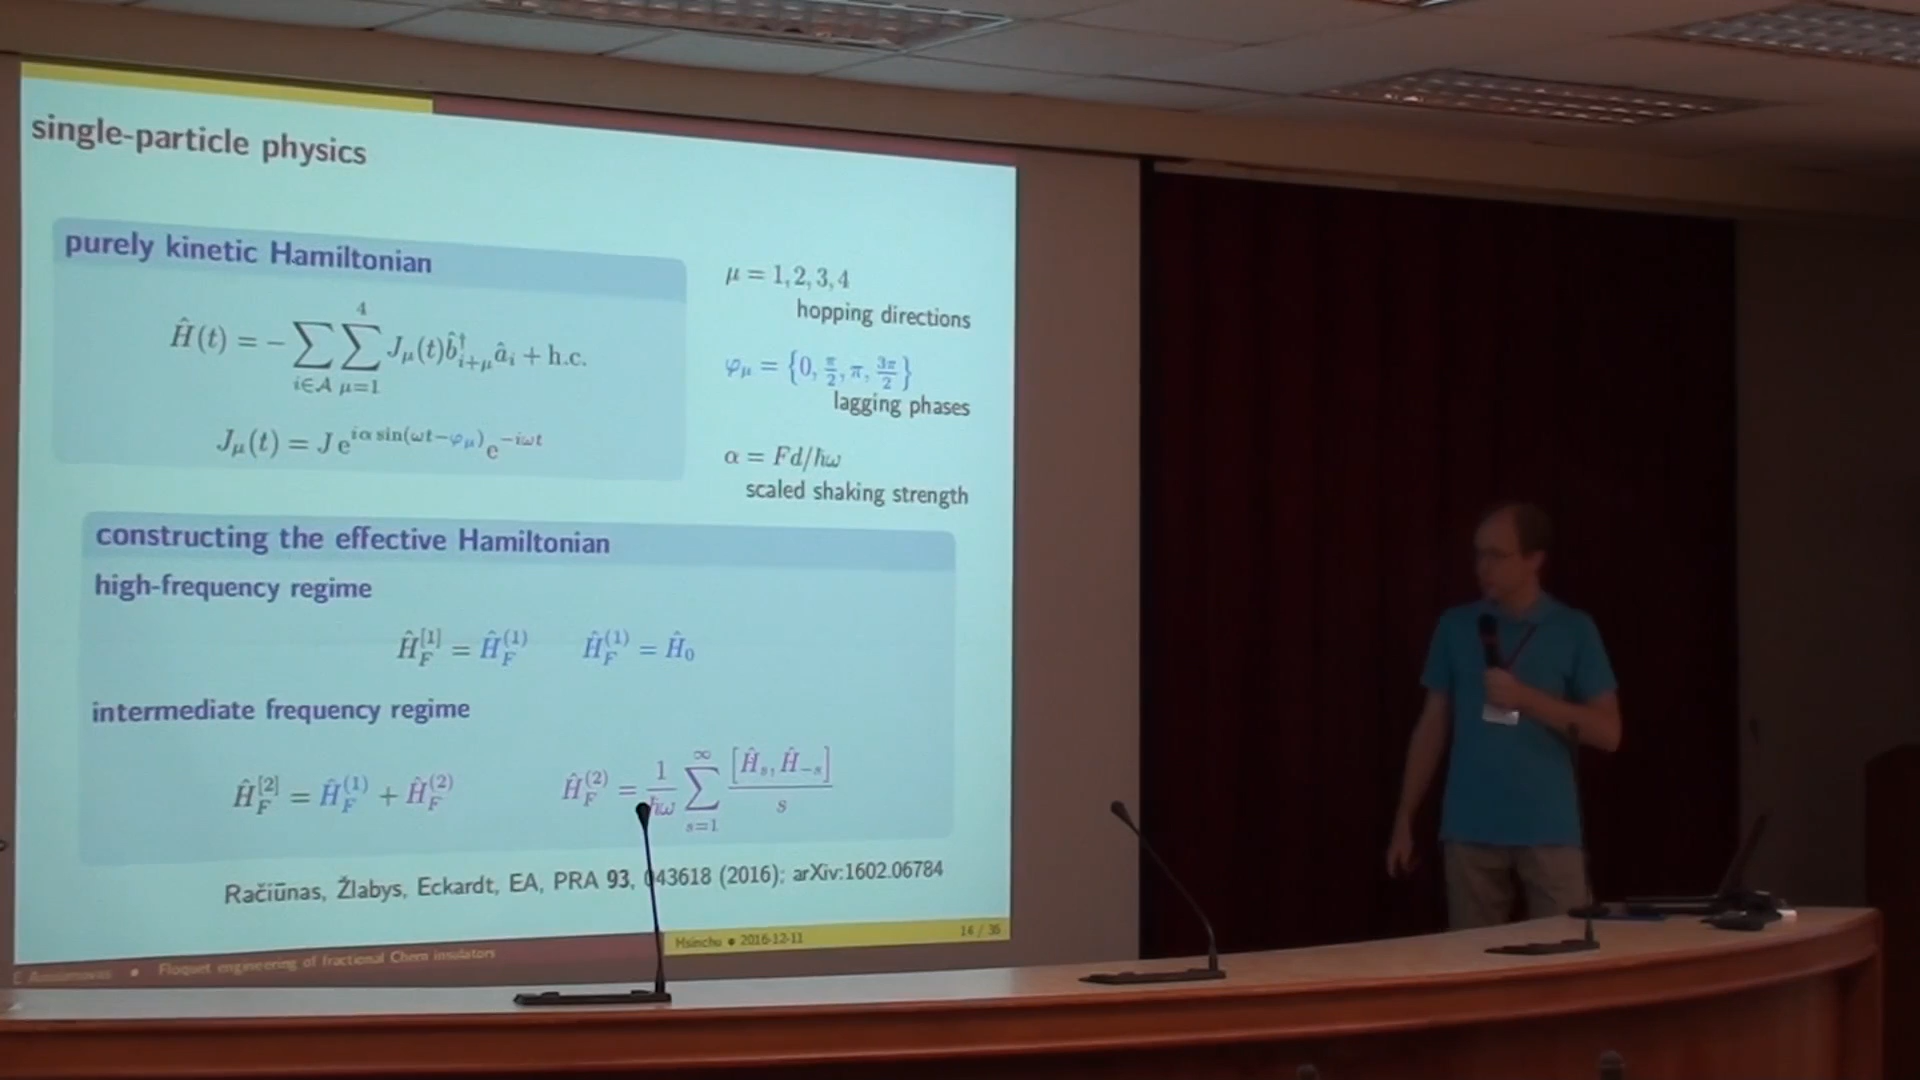 single-particle physics
purely kinetic Hamiltonian
Ĥ(t) = − ∑_{i∈A} ∑_{μ=1}^{4} J_μ(t) b̂†_{i+μ} â_i + h.c.
J_μ(t) = J e^{iα sin(ωt−φ_μ)} e^{−iωt}
μ = 1, 2, 3, 4
hopping directions
φ_μ = {0, π/2, π, 3π/2}
lagging phases
α = Fd/ℏω
scaled shaking strength
constructing the effective Hamiltonian
high-frequency regime
Ĥ_F^{[1]} = Ĥ_F^{(1)} Ĥ_F^{(1)} = Ĥ_0
intermediate frequency regime
Ĥ_F^{[2]} = Ĥ_F^{(1)} + Ĥ_F^{(2)} Ĥ_F^{(2)} = 1/ℏω ∑_{s=1}^{∞} [Ĥ_s, Ĥ_{−s}]/s
Račiūnas, Žlabys, Eckardt, EA, PRA 93, 043618 (2016); arXiv:1602.06784
Hsinchu • 2016-12-11 14 / 35
• Floquet engineering of fractional Chern insulators